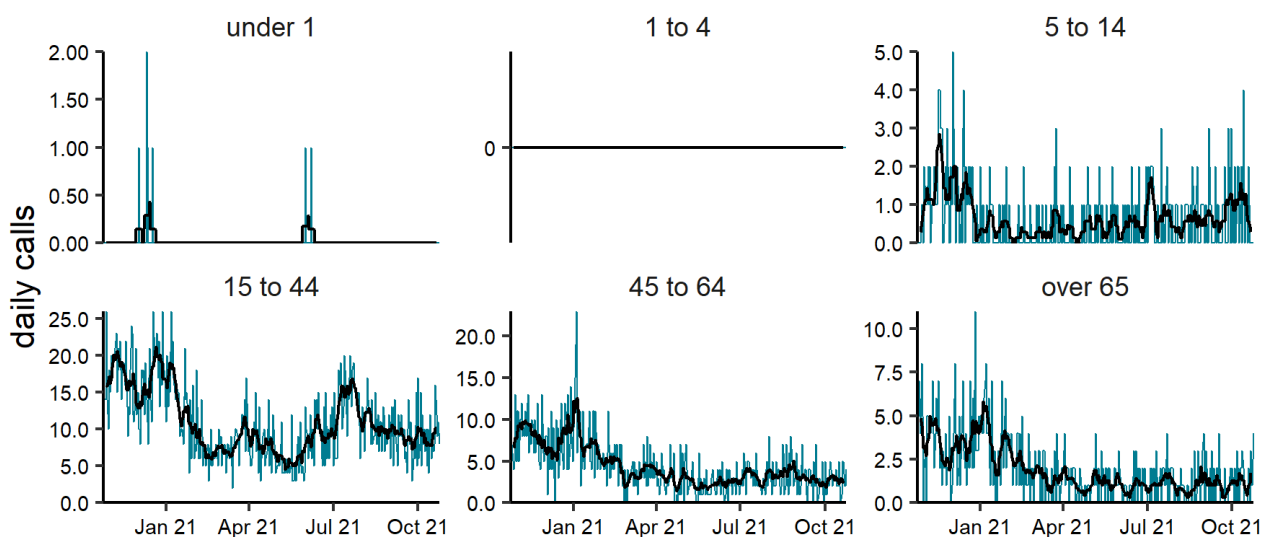 under 1
1 to 4
5 to 14
2.00
1.50
1.00
0.50
0.00
0
5.0
4.0
3.0
2.0
1.0
0.0
daily calls
15 to 44
45 to 64
over 65
25.0
20.0
15.0
10.0
5.0
0.0
20.0
15.0
10.0
5.0
0.0
10.0
7.5
5.0
2.5
0.0
Jan 21 Apr 21 Jul 21 Oct 21
Jan 21 Apr 21 Jul 21 Oct 21
Jan 21 Apr 21 Jul 21 Oct 21